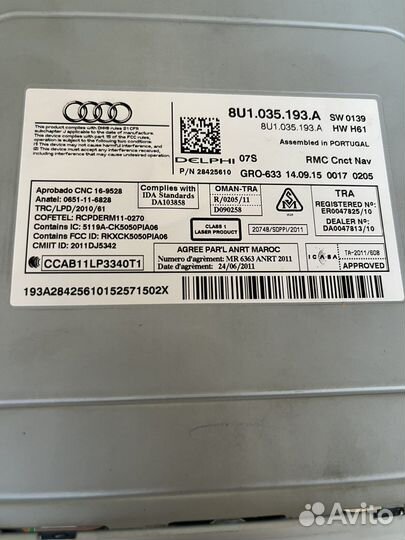 This product complies with DHHS rules 21 CFR
subchapter J pursuant to date of manufacture.
This device complies with part 15 of the FCC
rules. Operation is subject to the following
two conditions (1) This device may not cause
harmful interference, and (2) this device
must accept any interference received,
including interference that may
cause undesired operation.
8U1.035.193.A SW 0139
8U1.035.193.A HW H61
Assembled in PORTUGAL
DELPHI 07S RMC Cnct Nav
P/N 28425610 GRO-633 14.09.15 0017 0205
Aprobado CNC 16-9528
Anatel: 0651-11-6828
TRC/LPD/2010/61
COFETEL: RCPDERM11-0270
Contains IC: 5119A-CK5050PIA06
Contains FCC ID: RKXCK5050PIA06
CMIIT ID: 2011DJ5342
CCAB11LP3340T1
Complies with
IDA Standards
DA103858
OMAN-TRA
R/0205/11
D090258
CLASS 1
LASER PRODUCT
20748/SDPPI/2011
TRA
REGISTERED No:
ER0047825/10
DEALER No:
DA0047813/10
AGREE PAR L'ANRT MAROC
Numero d'agrément: MR 6363 ANRT 2011
Date d'agrément: 24/06/2011
ICASA
TA-2011/608
APPROVED
193A28425610152571502X
Avito